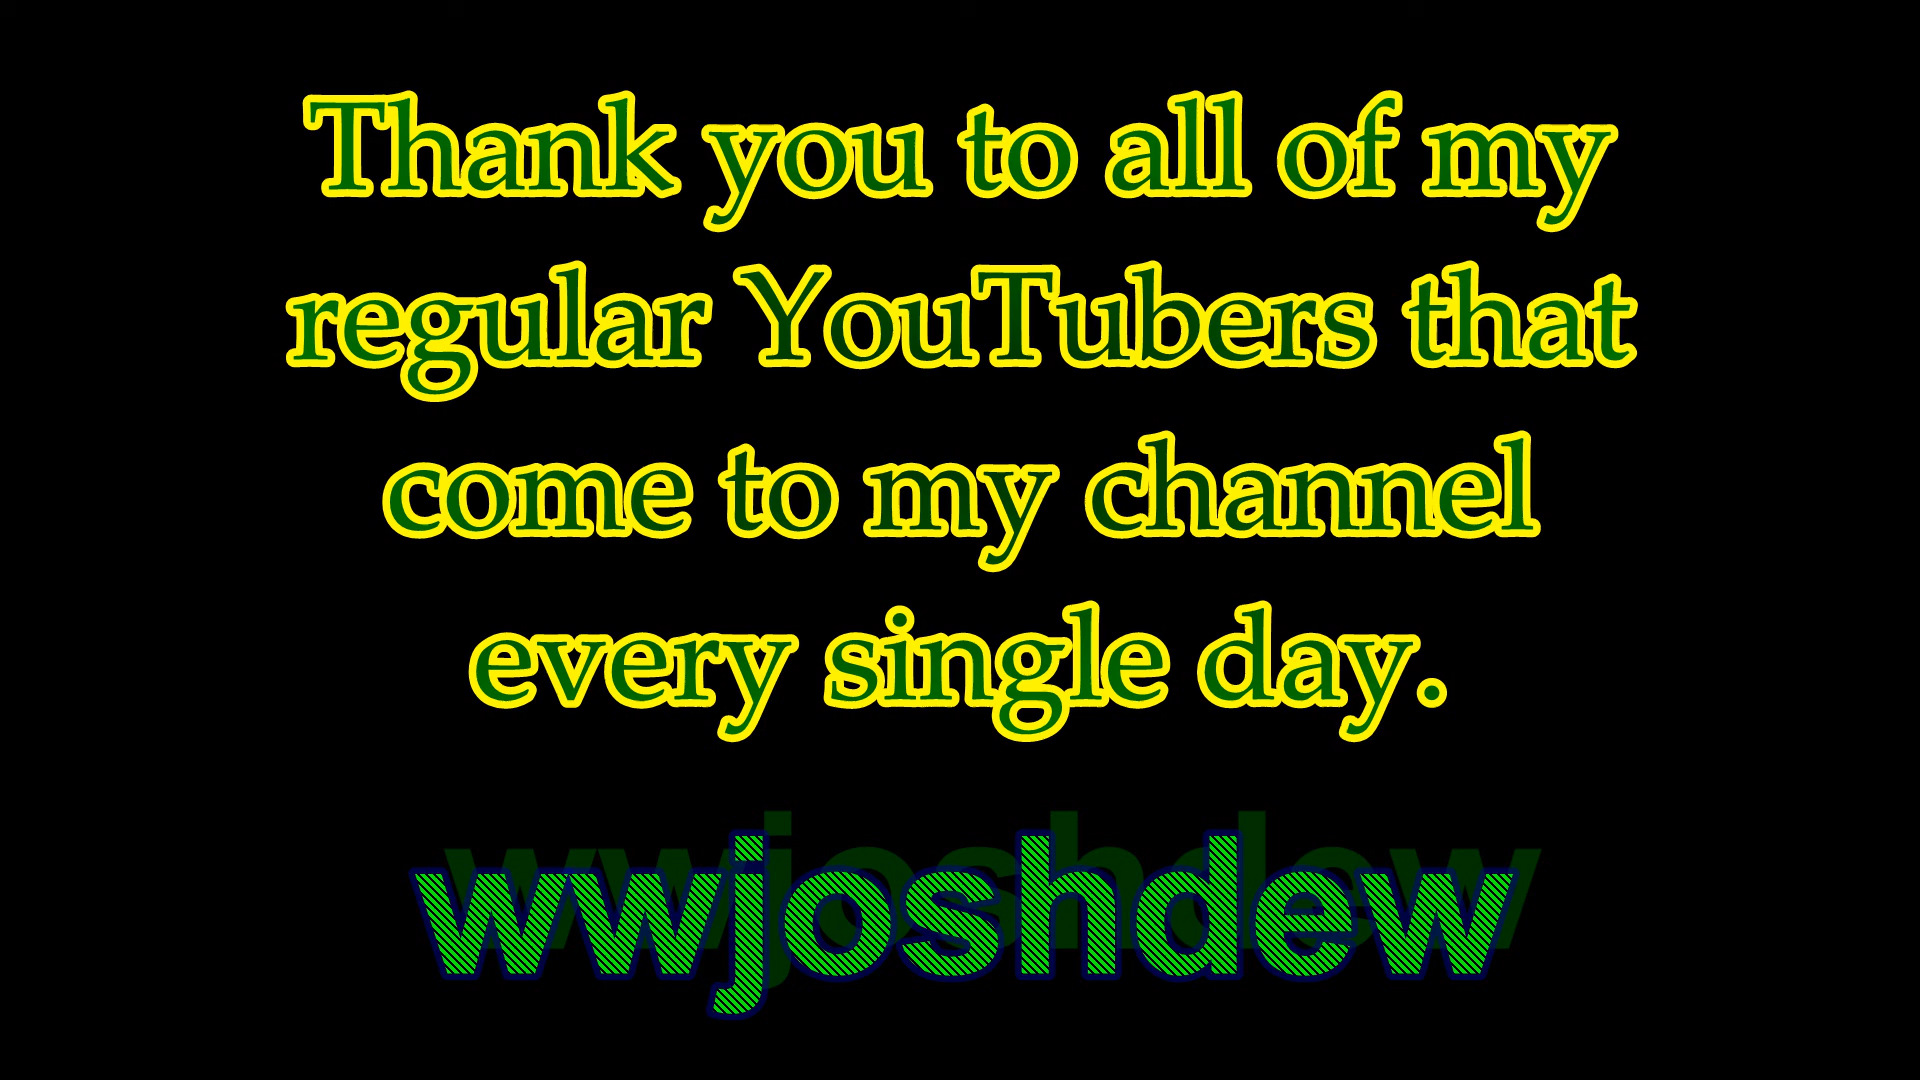 Thank you to all of my
regular YouTubers that
come to my channel
every single day.
wwjoshdew